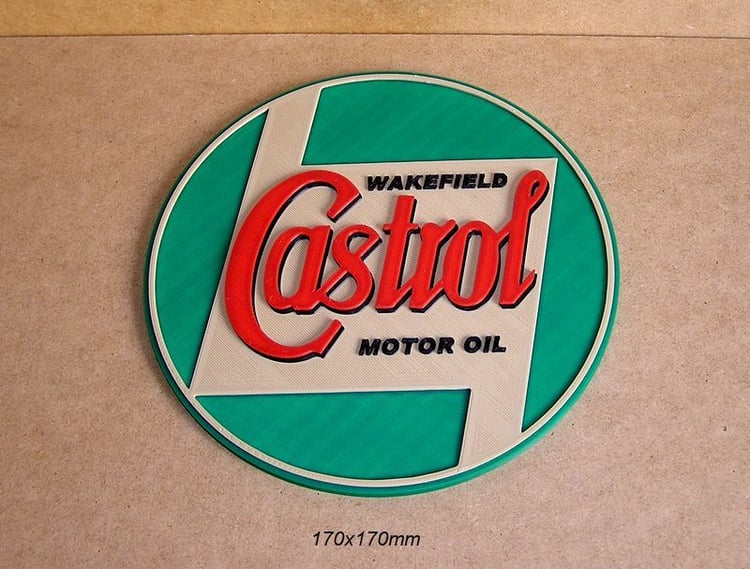 WAKEFIELD
Castrol
MOTOR OIL
170x170mm